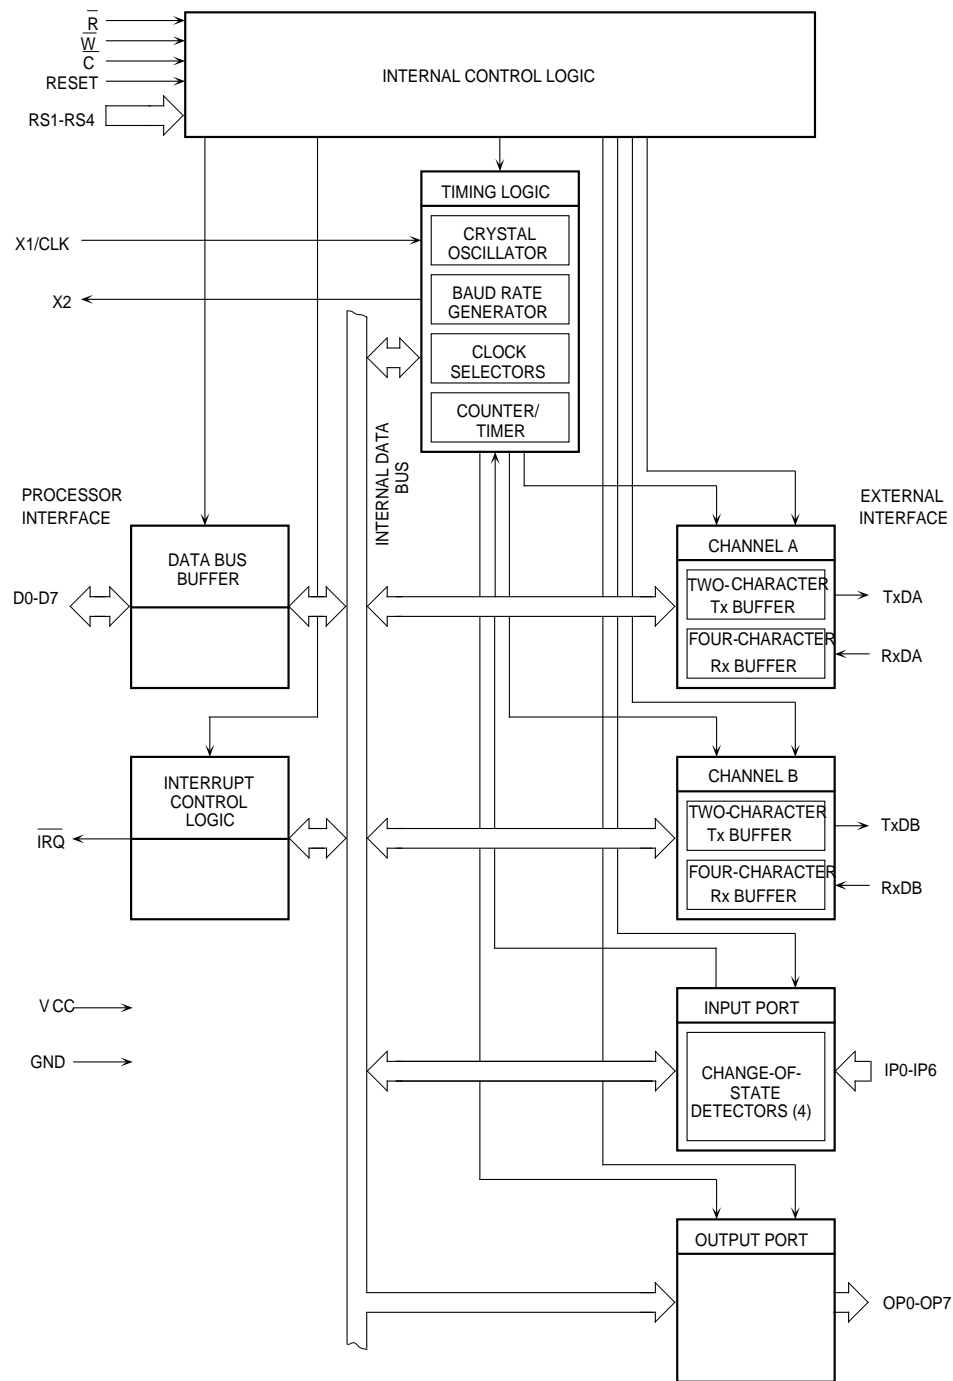 R
W
C
RESET
RS1-RS4
INTERNAL CONTROL LOGIC
TIMING LOGIC
CRYSTAL
OSCILLATOR
BAUD RATE
GENERATOR
CLOCK
SELECTORS
COUNTER/
TIMER
X1/CLK
X2
INTERNAL DATA
BUS
PROCESSOR
INTERFACE
EXTERNAL
INTERFACE
DATA BUS
BUFFER
D0-D7
CHANNEL A
TWO-CHARACTER
Tx BUFFER
FOUR-CHARACTER
Rx BUFFER
TxDA
RxDA
INTERRUPT
CONTROL
LOGIC
IRQ
CHANNEL B
TWO-CHARACTER
Tx BUFFER
FOUR-CHARACTER
Rx BUFFER
TxDB
RxDB
VCC
GND
INPUT PORT
CHANGE-OF-
STATE
DETECTORS (4)
IP0-IP6
OUTPUT PORT
OP0-OP7